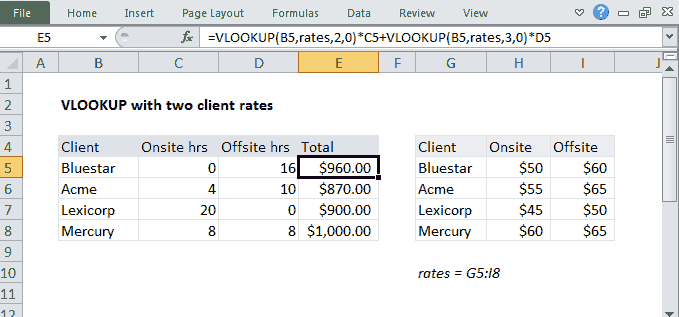 File Home Insert Page Layout Formulas Data Review View ?
E5 fx =VLOOKUP(B5,rates,2,0)*C5+VLOOKUP(B5,rates,3,0)*D5
A B C D E F G H I J
1
2 VLOOKUP with two client rates
3
4 Client Onsite hrs Offsite hrs Total Client Onsite Offsite
5 Bluestar 0 16 $960.00 Bluestar $50 $60
6 Acme 4 10 $870.00 Acme $55 $65
7 Lexicorp 20 0 $900.00 Lexicorp $45 $50
8 Mercury 8 8 $1,000.00 Mercury $60 $65
9
10 rates = G5:I8
11
12